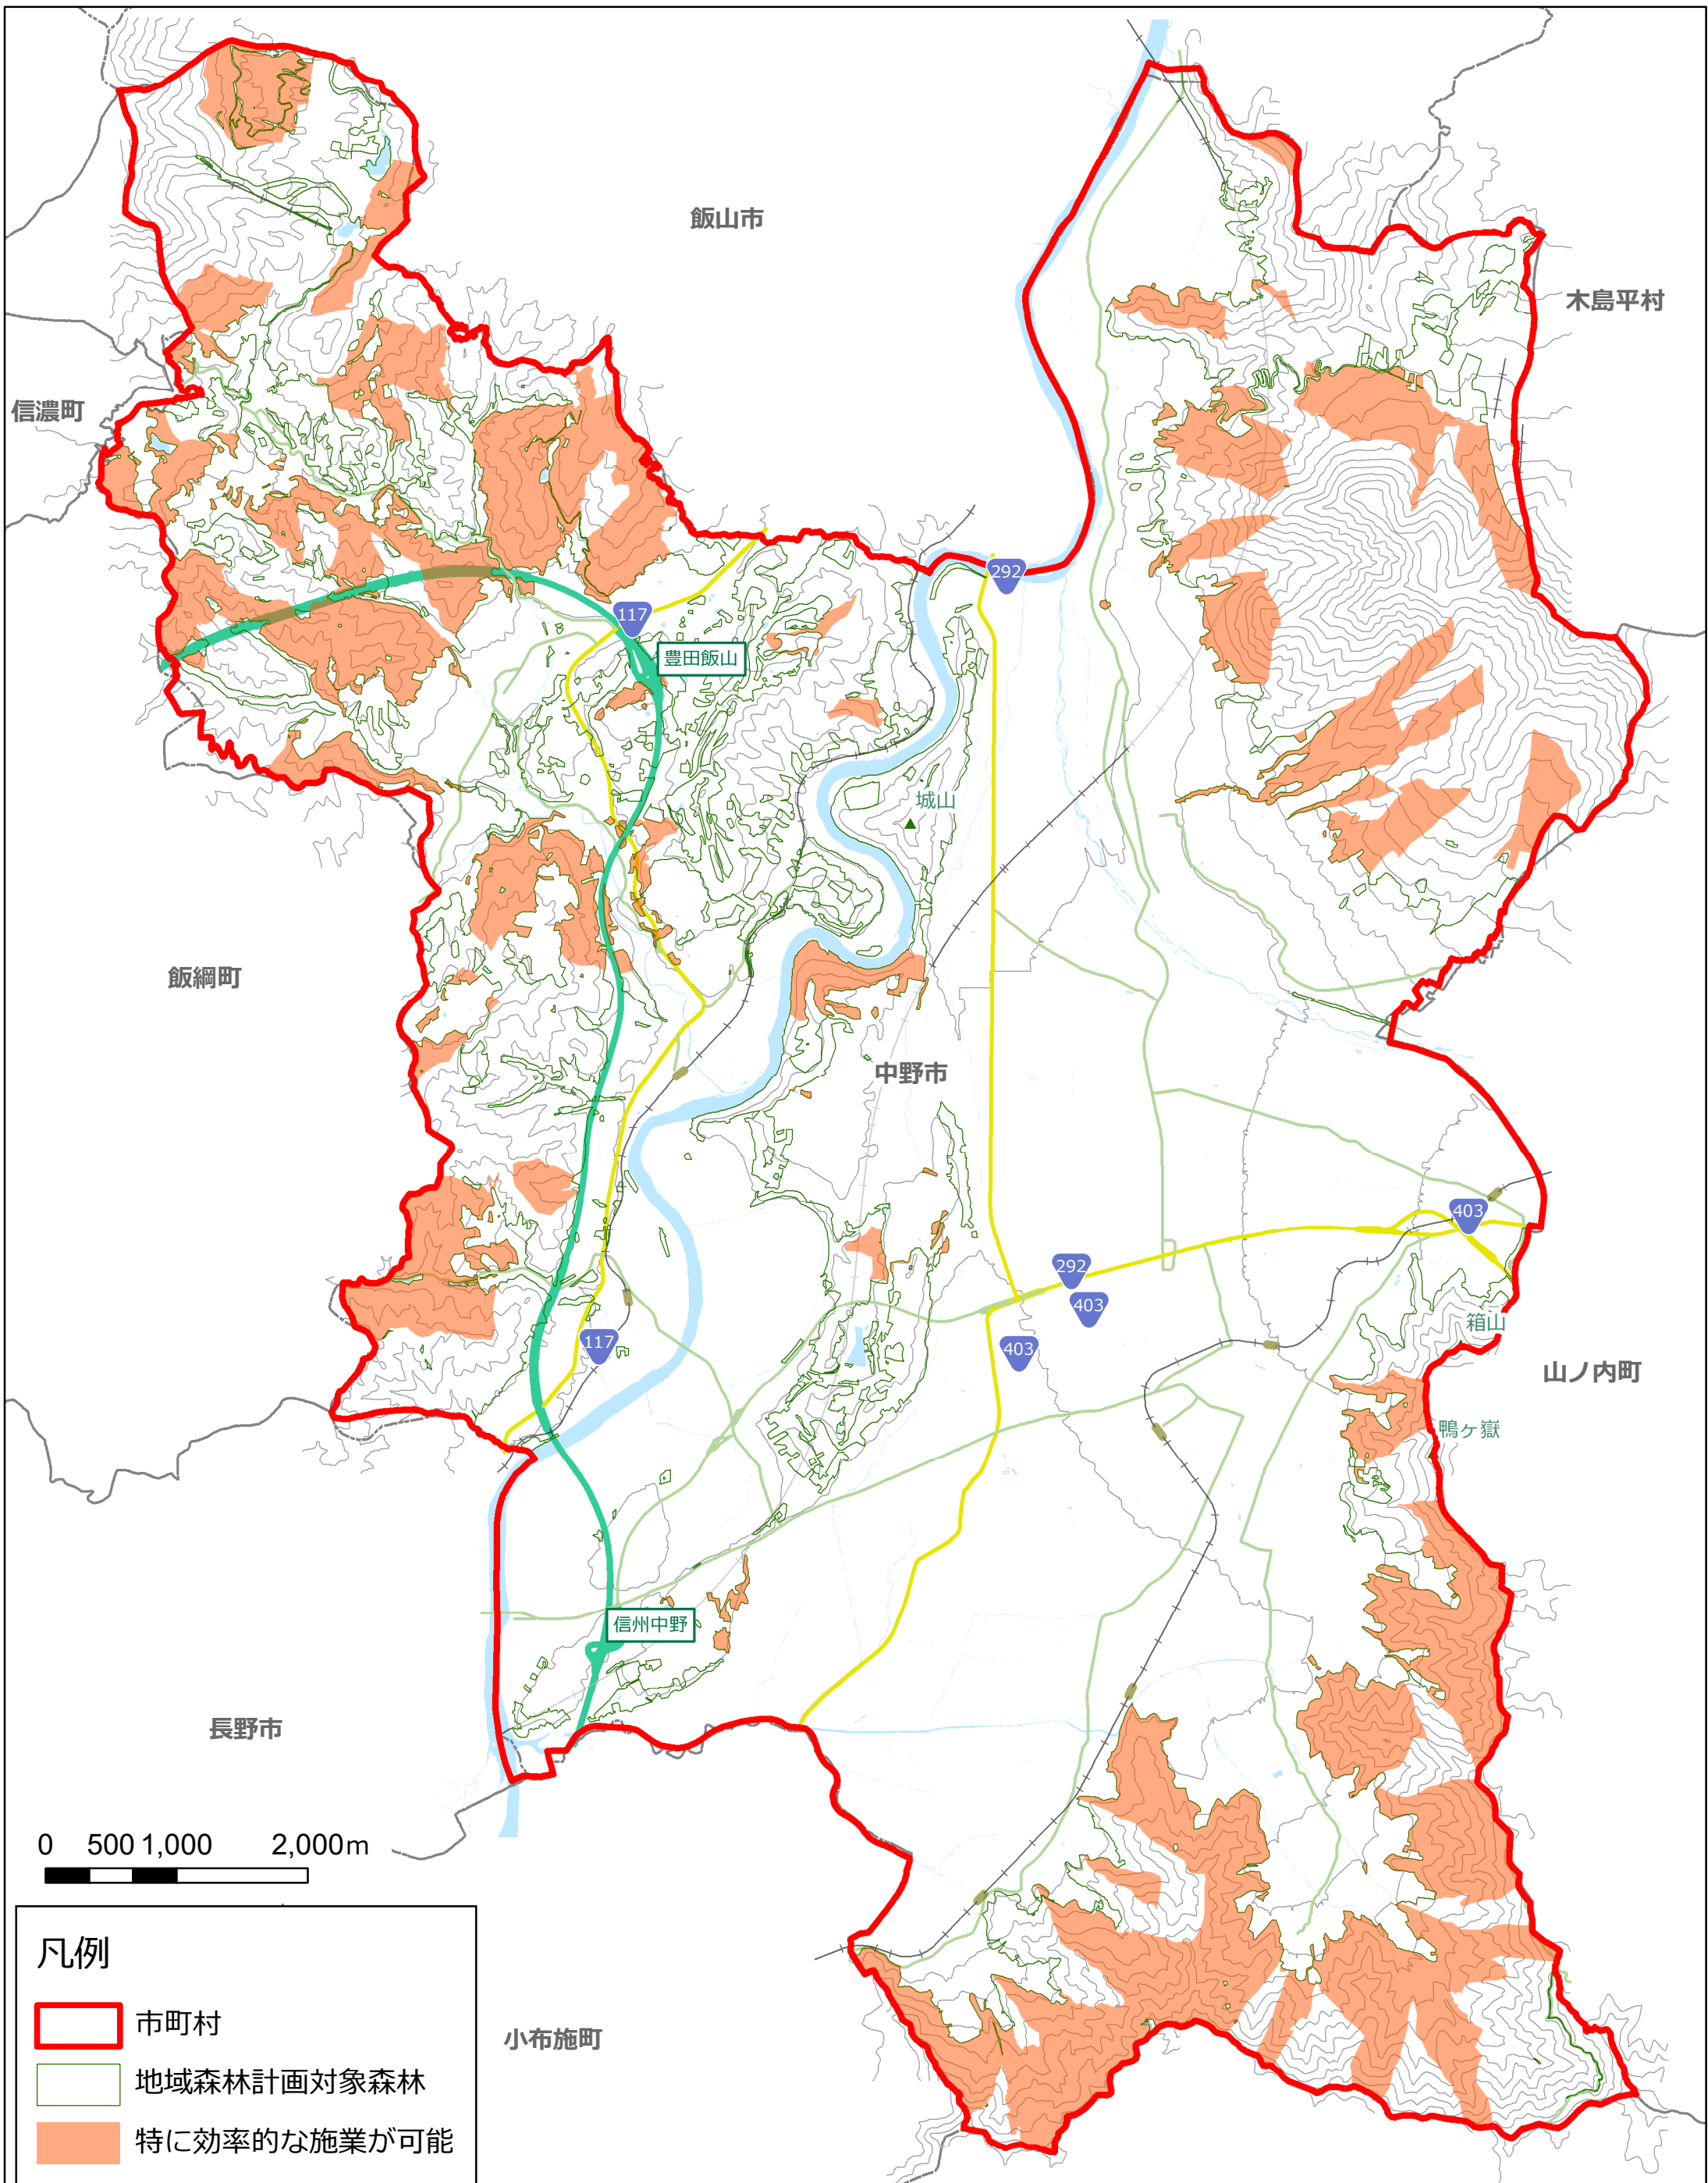 飯山市
木島平村
信濃町
292
117
豊田飯山
城山
飯綱町
中野市
403
292
403
箱山
117
403
山ノ内町
鴨ヶ嶽
信州中野
長野市
0 500 1,000 2,000m
凡例
市町村
小布施町
地域森林計画対象森林
特に効率的な施業が可能